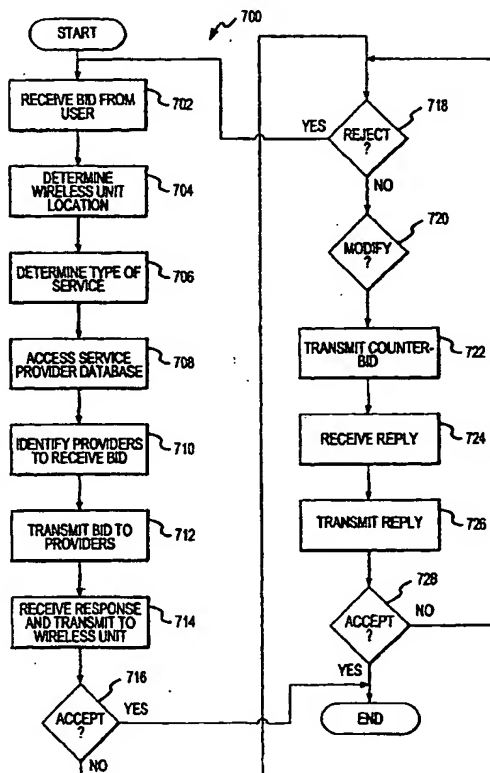 START
700
RECEIVE BID FROM
USER
702
DETERMINE
WIRELESS UNIT
LOCATION
704
DETERMINE TYPE OF
SERVICE
706
ACCESS SERVICE
PROVIDER DATABASE
708
IDENTIFY PROVIDERS
TO RECEIVE BID
710
TRANSMIT BID TO
PROVIDERS
712
RECEIVE RESPONSE
AND TRANSMIT TO
WIRELESS UNIT
714
716
ACCEPT
?
YES
NO
718
YES
REJECT
?
NO
720
MODIFY
?
TRANSMIT COUNTER-
BID
722
RECEIVE REPLY
724
TRANSMIT REPLY
726
728
ACCEPT
?
NO
YES
END